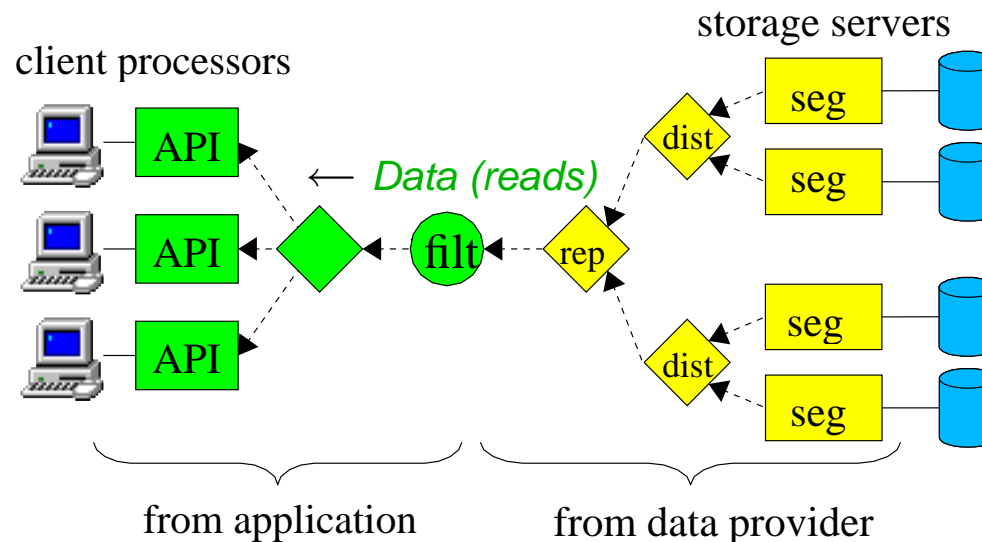 storage servers
client processors
seg
API
dist
seg
← Data (reads)
API
filt
rep
seg
API
dist
seg
from application
from data provider